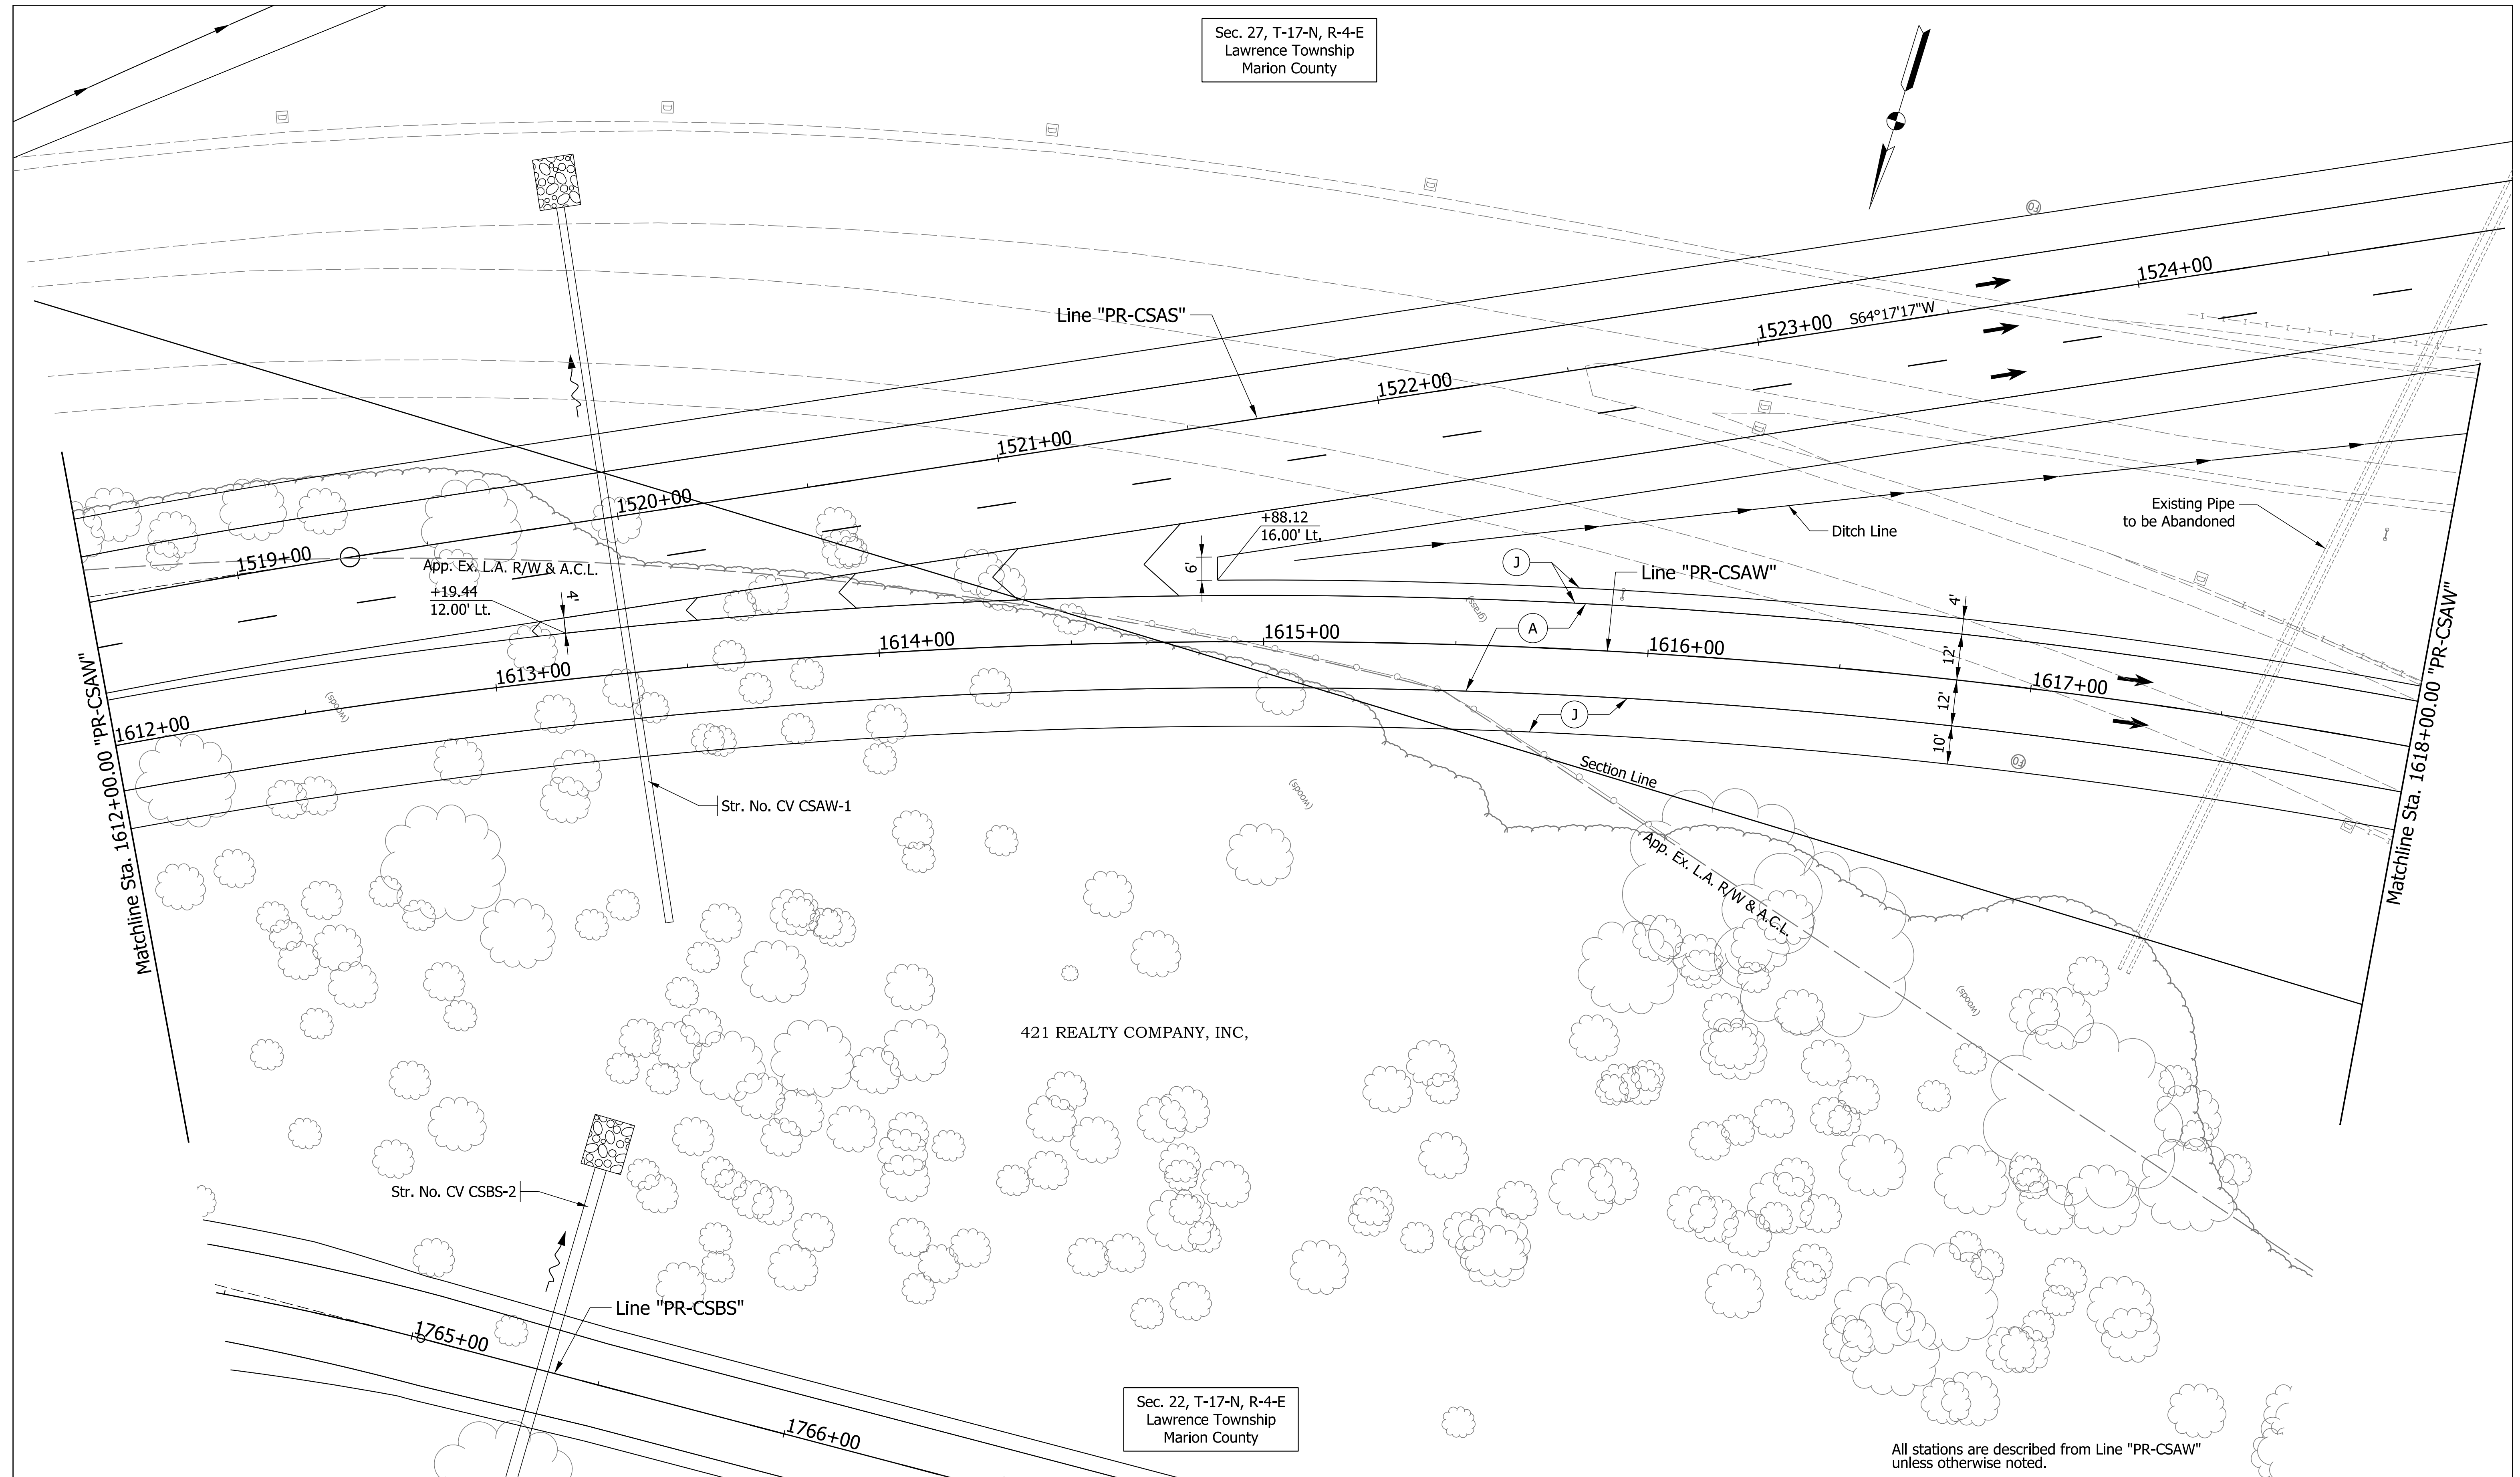 Sec. 27, T-17-N, R-4-E
Lawrence Township
Marion County
D
D
D
D
FO
1524+00
S64°17'17"W
1523+00
Line "PR-CSAS"
1522+00
D
D
1521+00
1520+00
+88.12
16.00' Lt.
6'
Existing Pipe
to be Abandoned
Ditch Line
1519+00
App. Ex. L.A. R/W & A.C.L.
+19.44
12.00' Lt.
4'
J
Line "PR-CSAW"
D
(grass)
4'
A
1614+00
1615+00
1616+00
12'
1613+00
1617+00
12'
(woods)
1612+00
J
10'
FO
Section Line
(woods)
Str. No. CV CSAW-1
D
App. Ex. L.A. R/W & A.C.L.
Matchline Sta. 1612+00.00 "PR-CSAW"
Matchline Sta. 1618+00.00 "PR-CSAW"
(woods)
421 REALTY COMPANY, INC,
Str. No. CV CSBS-2
Line "PR-CSBS"
1765+00
1766+00
Sec. 22, T-17-N, R-4-E
Lawrence Township
Marion County
All stations are described from Line "PR-CSAW"
unless otherwise noted.